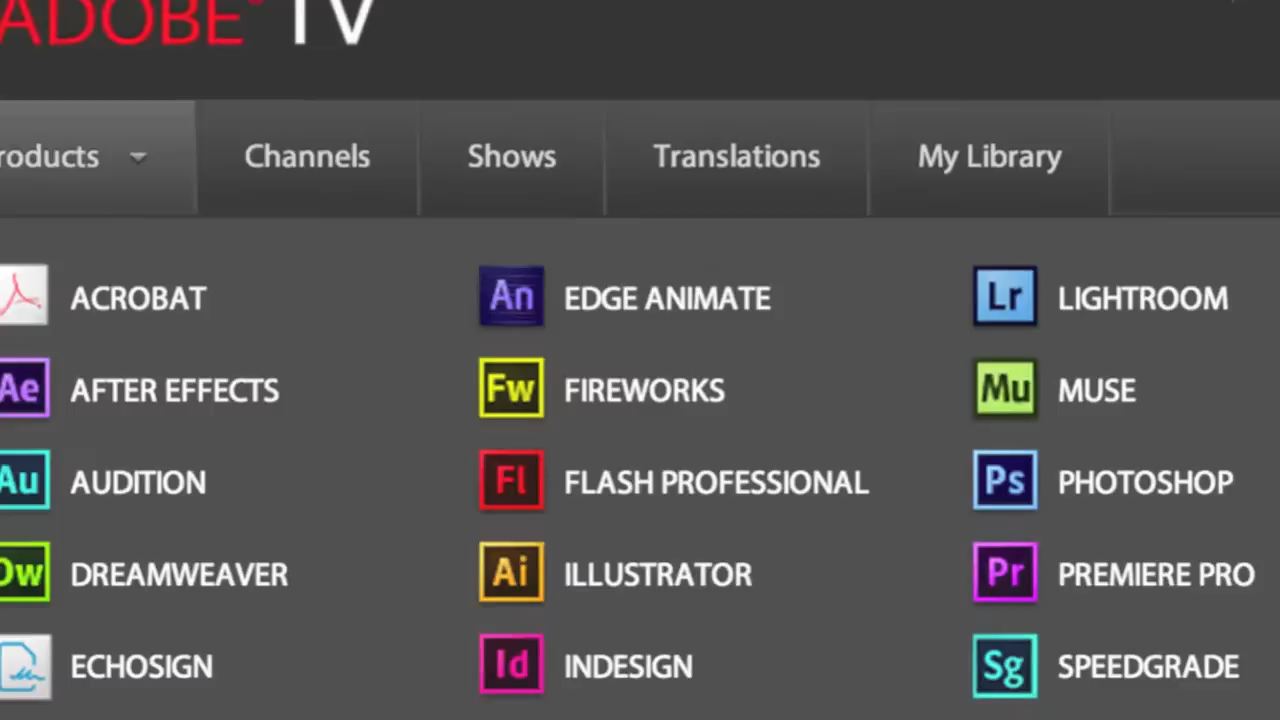 ADOBE® TV
roducts Channels Shows Translations My Library
ACROBAT An EDGE ANIMATE Lr LIGHTROOM
Ae AFTER EFFECTS Fw FIREWORKS Mu MUSE
Au AUDITION Fl FLASH PROFESSIONAL Ps PHOTOSHOP
Dw DREAMWEAVER Ai ILLUSTRATOR Pr PREMIERE PRO
ECHOSIGN Id INDESIGN Sg SPEEDGRADE